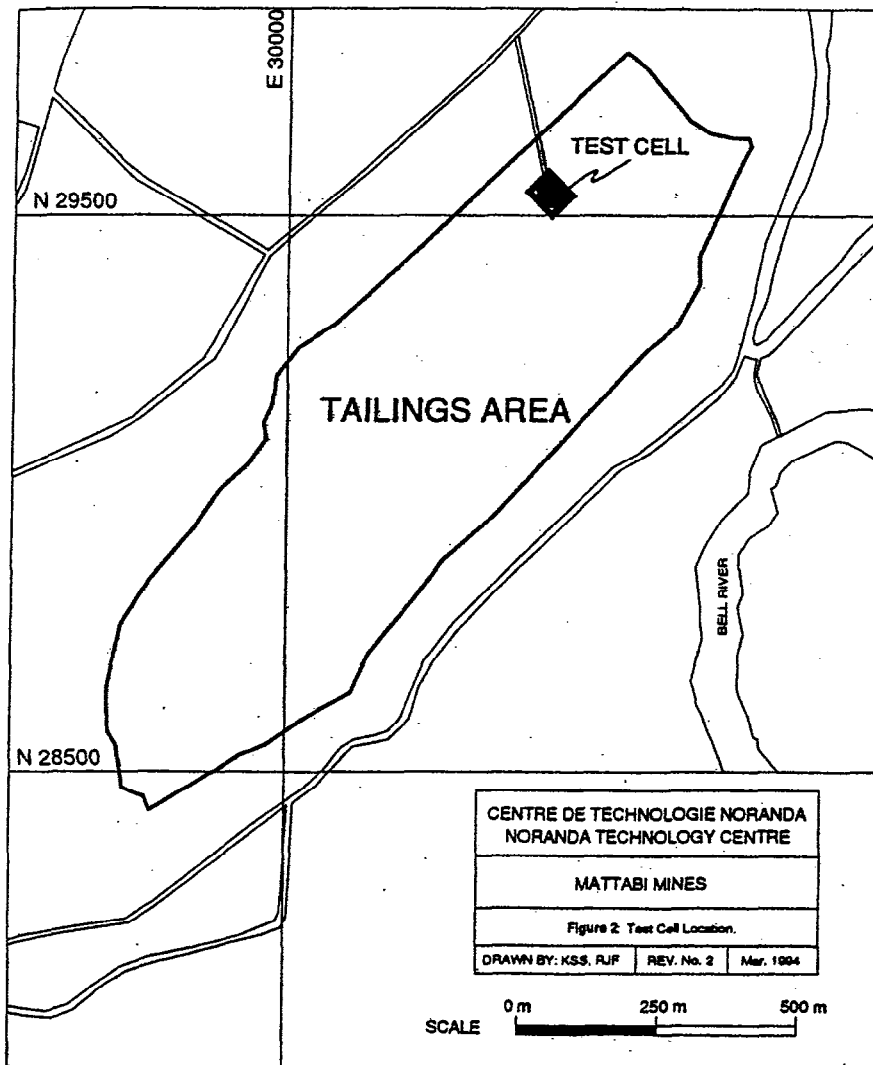 E 30000
TEST CELL
N 29500
TAILINGS AREA
BELL RIVER
N 28500
CENTRE DE TECHNOLOGIE NORANDA
NORANDA TECHNOLOGY CENTRE
MATTABI MINES
Figure 2: Test Cell Location.
DRAWN BY: KSS, RJF REV. No. 2 Mar. 1994
SCALE 0 m 250 m 500 m